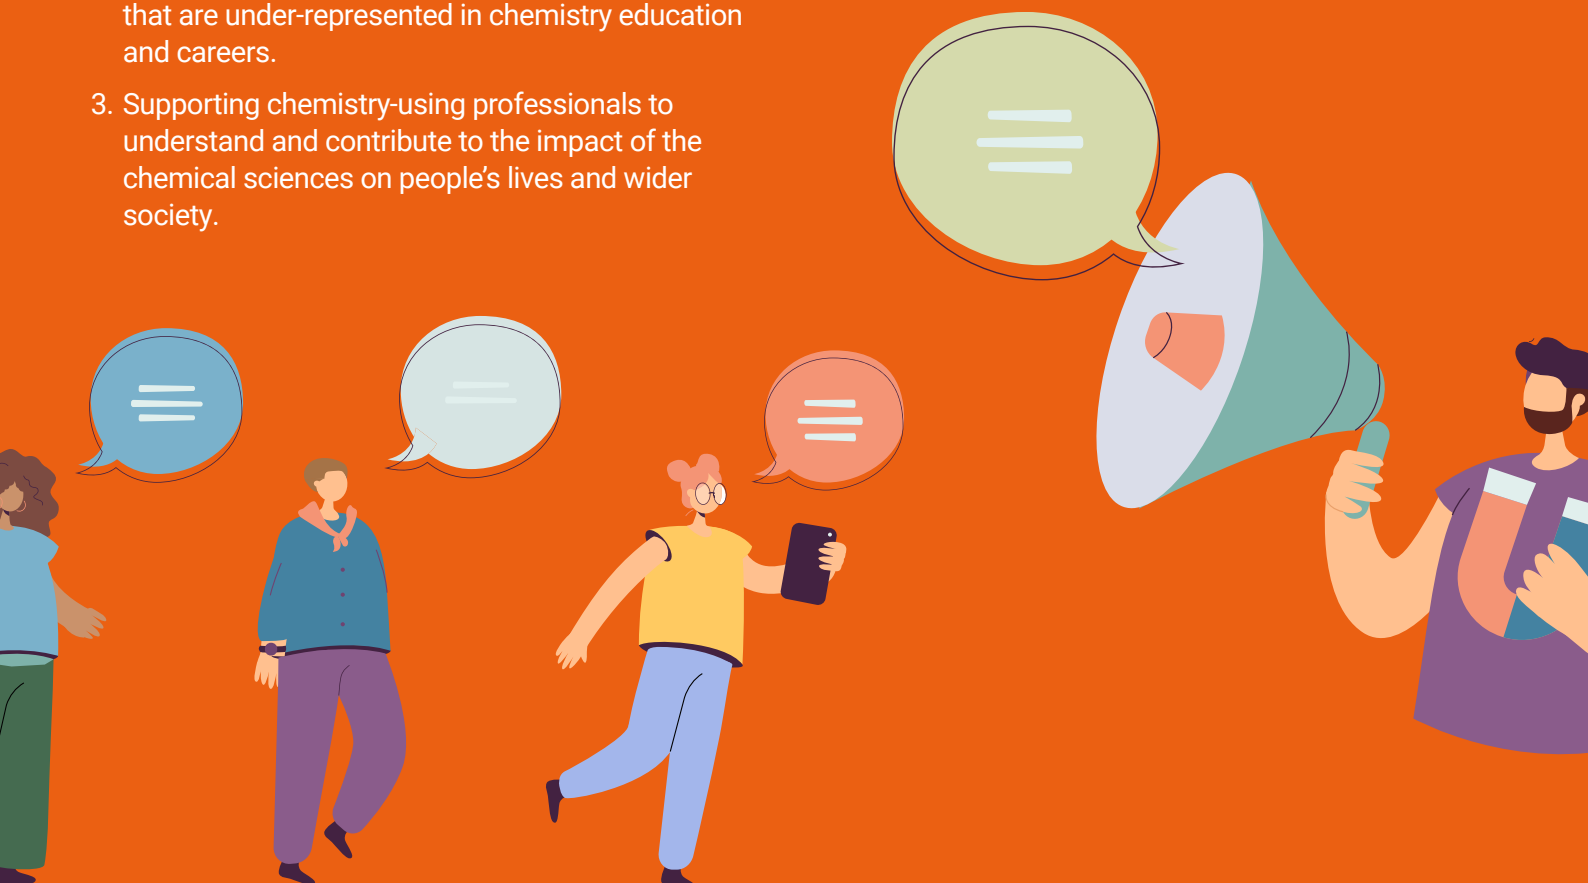 that are under-represented in chemistry education
and careers.
3. Supporting chemistry-using professionals to
understand and contribute to the impact of the
chemical sciences on people’s lives and wider
society.